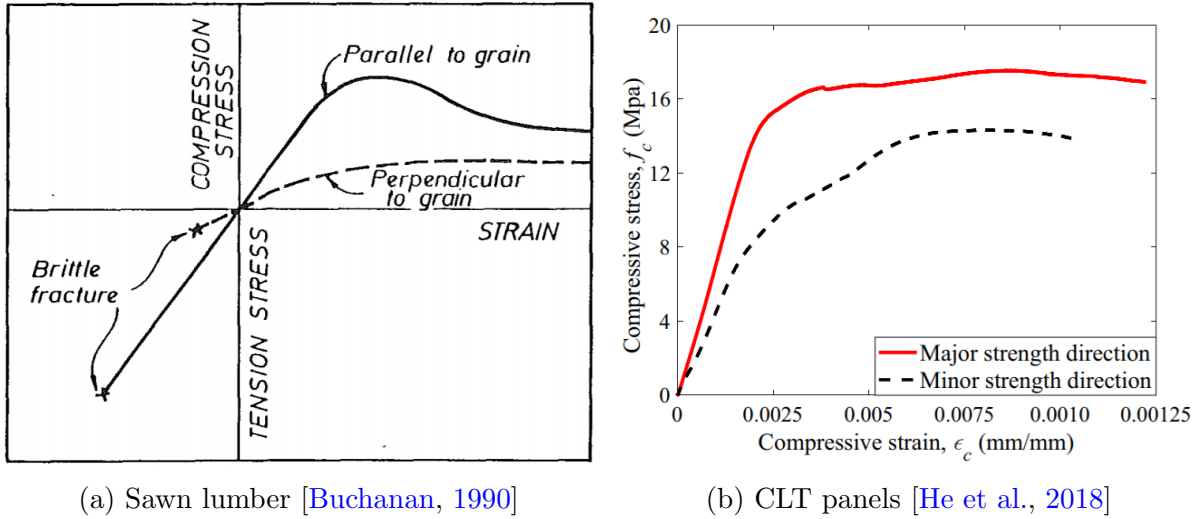 COMPRESSION
STRESS
Parallel to grain
Perpendicular
to grain
STRAIN
TENSION STRESS
Brittle
fracture
(a) Sawn lumber [Buchanan, 1990]
20
16
12
8
4
0
Compressive stress, f_c (Mpa)
Major strength direction
Minor strength direction
0 0.0025 0.005 0.0075 0.0010 0.00125
Compressive strain, ϵ_c (mm/mm)
(b) CLT panels [He et al., 2018]